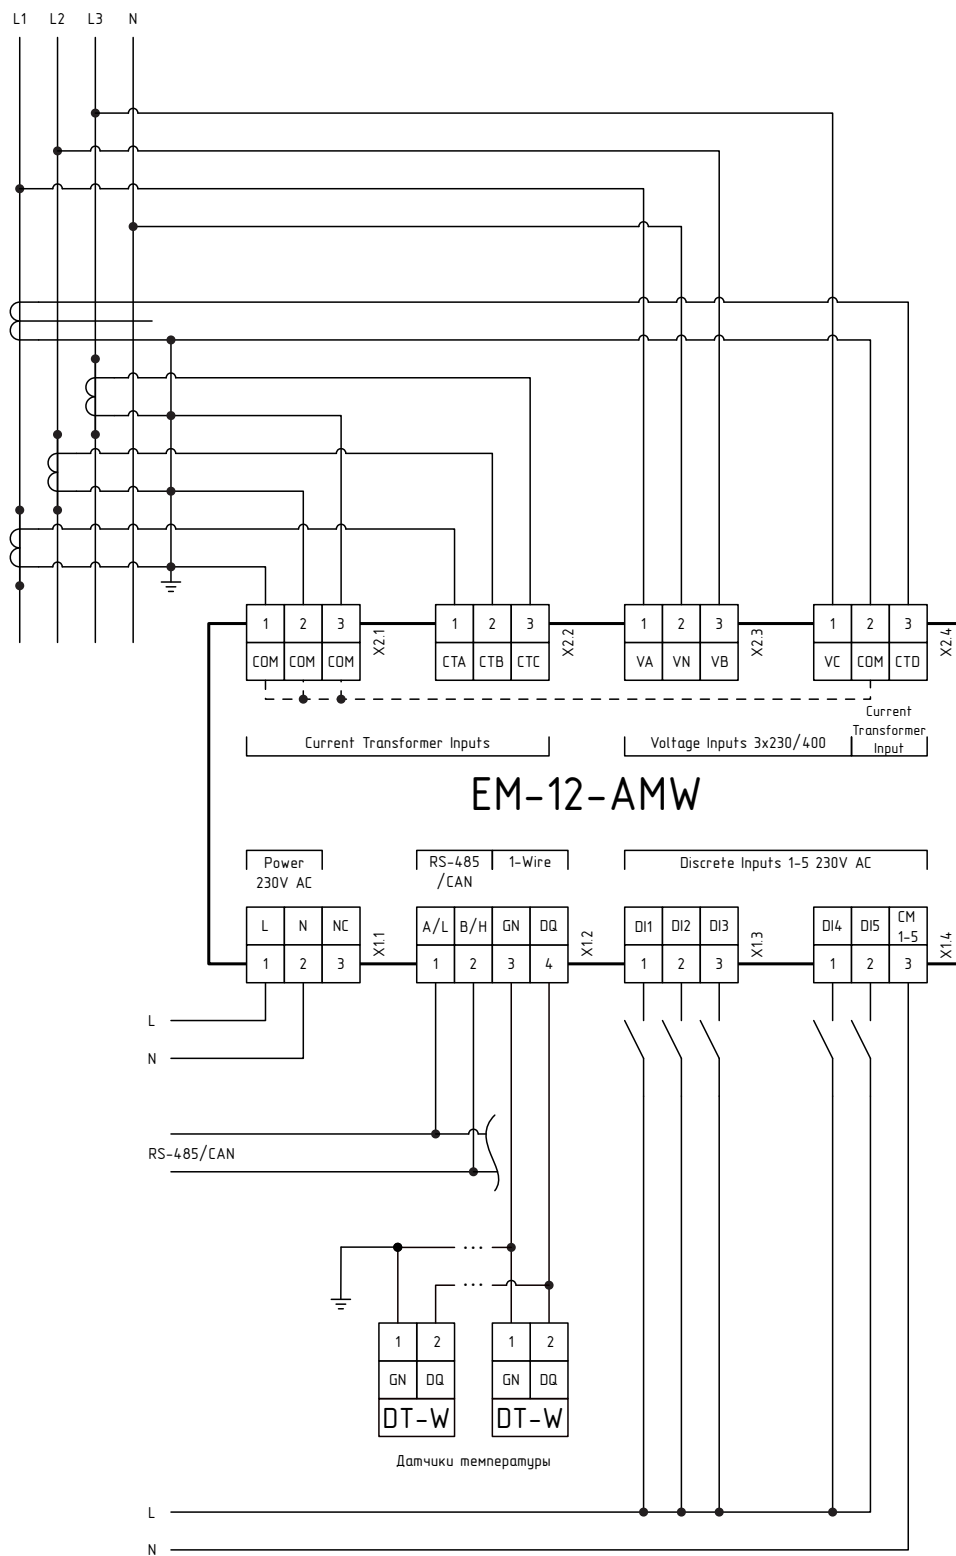 L1 L2 L3 N
1 2 3 X2.1 1 2 3 X2.2 1 2 3 X2.3 1 2 3 X2.4
COM COM COM CTA CTB CTC VA VN VB VC COM CTD
Current Transformer Inputs
Voltage Inputs 3x230/400
Current
Transformer
Input
EM-12-AMW
Power
230V AC
RS-485
/CAN
1-Wire
Discrete Inputs 1-5 230V AC
L N NC X1.1 A/L B/H GN DQ X1.2 DI1 DI2 DI3 X1.3 DI4 DI5 CM
1-5 X1.4
1 2 3 1 2 3 4 1 2 3 1 2 3
L
N
RS-485/CAN
... 
...
1 2 1 2
GN DQ GN DQ
DT-W DT-W
Датчики температуры
L
N